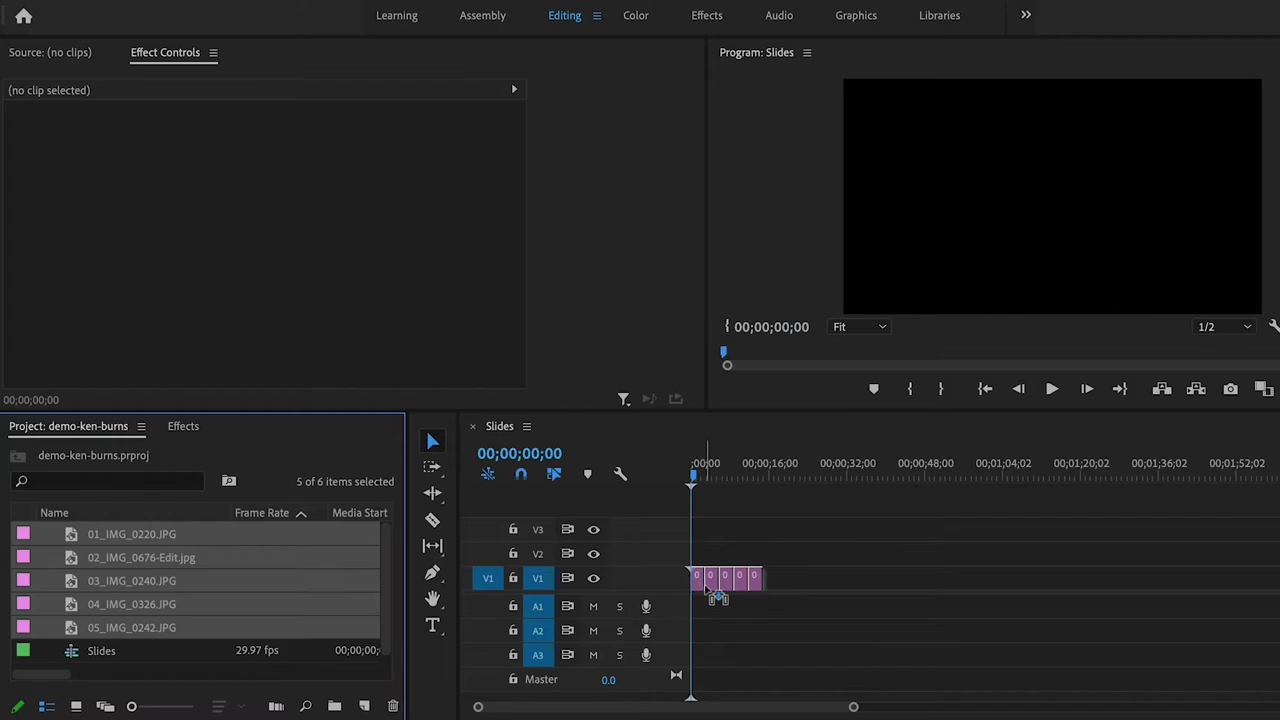 Learning Assembly Editing Color Effects Audio Graphics Libraries
Source: (no clips) Effect Controls Program: Slides
(no clip selected)
00;00;00;00 Fit 1/2
00;00;00;00
Project: demo-ken-burns Effects Slides
demo-ken-burns.prproj 00;00;00;00
5 of 6 items selected
;00;00 00;00;16;00 00;00;32;00 00;00;48;00 00;01;04;02 00;01;20;02 00;01;36;02 00;01;52;02
Name Frame Rate Media Start
01_IMG_0220.JPG V3
02_IMG_0676-Edit.jpg V2
03_IMG_0240.JPG V1 V1 0 0 0 0 0
04_IMG_0326.JPG A1 M S
05_IMG_0242.JPG A2 M S
Slides 29.97 fps 00;00;00; A3 M S
Master 0.0